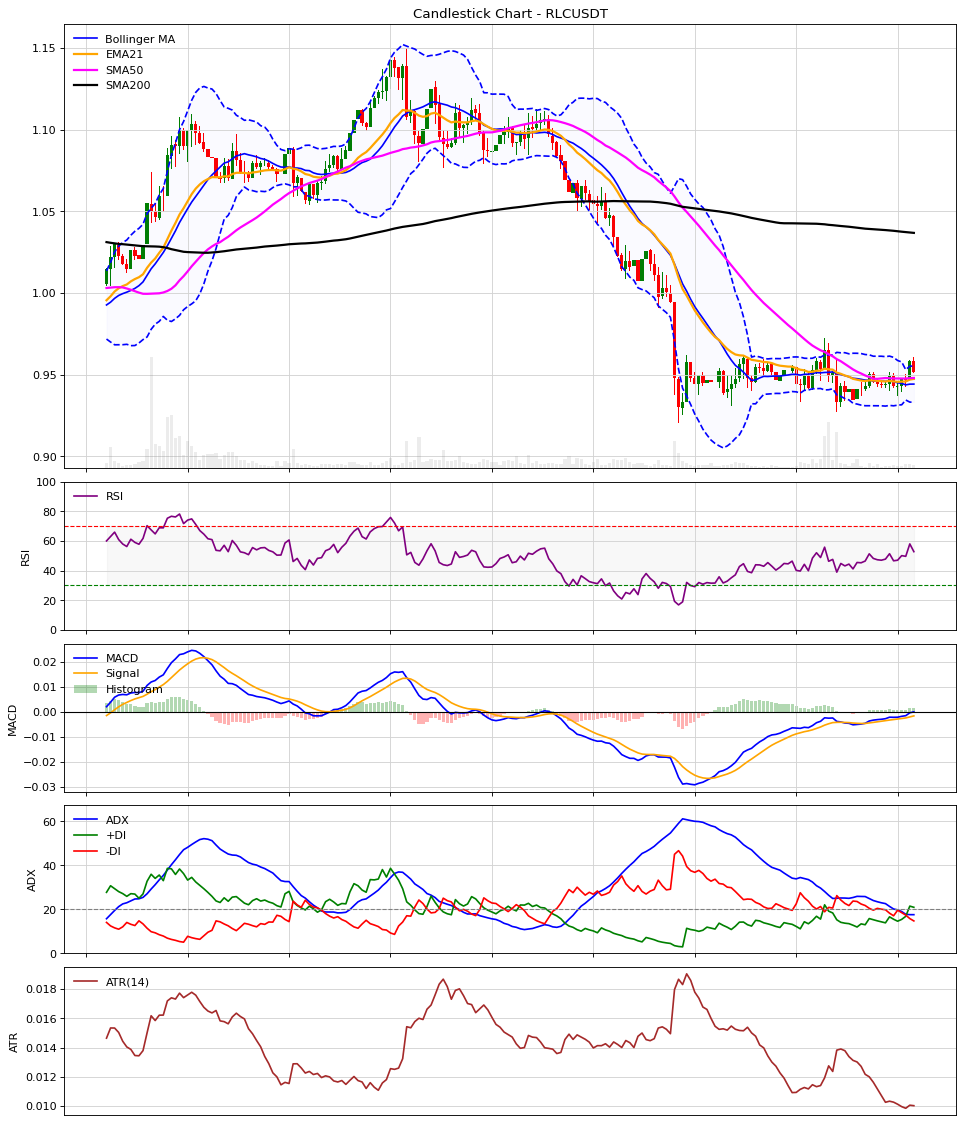 Candlestick Chart - RLCUSDT
Bollinger MA
EMA21
SMA50
SMA200
1.15
1.10
1.05
1.00
0.95
0.90
RSI
RSI
100
80
60
40
20
0
MACD
Signal
Histogram
MACD
0.02
0.01
0.00
−0.01
−0.02
−0.03
ADX
+DI
-DI
ADX
60
40
20
0
ATR(14)
ATR
0.018
0.016
0.014
0.012
0.010